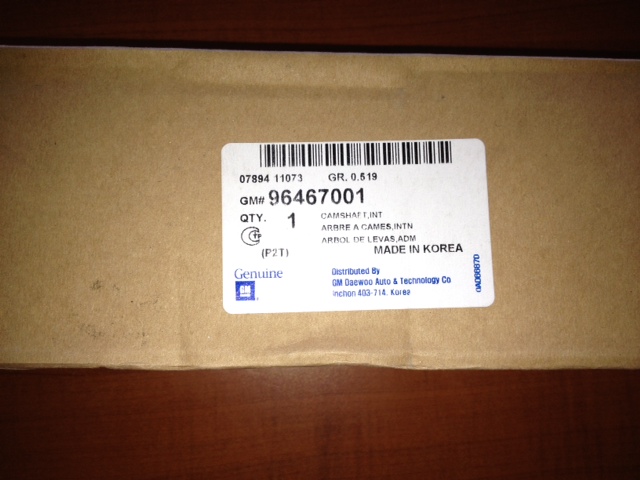 07894 11073 GR. 0.519
GM# 96467001
QTY. 1 CAMSHAFT,INT
ARBRE A CAMES,INTN
ARBOL DE LEVAS,ADM
(P2T) MADE IN KOREA
Genuine
GM
Distributed By
GM Daewoo Auto & Technology Co
Inchon 403-714, Korea